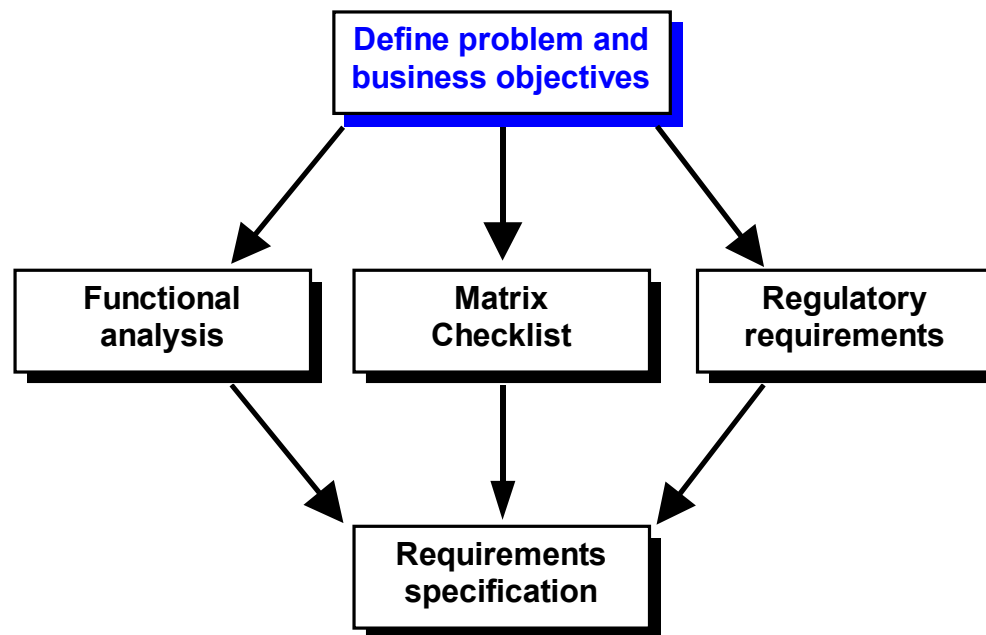 Define problem and
business objectives
Functional
analysis
Matrix
Checklist
Regulatory
requirements
Requirements
specification